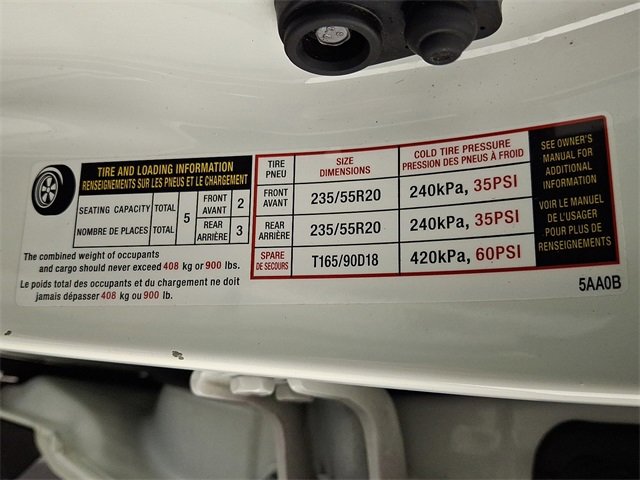 TIRE AND LOADING INFORMATION
RENSEIGNEMENTS SUR LES PNEUS ET LE CHARGEMENT
SEATING CAPACITY TOTAL 5 FRONT 2
AVANT
NOMBRE DE PLACES TOTAL REAR 3
ARRIÈRE
The combined weight of occupants
and cargo should never exceed 408 kg or 900 lbs.
Le poids total des occupants et du chargement ne doit
jamais dépasser 408 kg ou 900 lb.
TIRE SIZE COLD TIRE PRESSURE
PNEU DIMENSIONS PRESSION DES PNEUS À FROID
FRONT
AVANT 235/55R20 240kPa, 35PSI
REAR
ARRIÈRE 235/55R20 240kPa, 35PSI
SPARE
DE SECOURS T165/90D18 420kPa, 60PSI
SEE OWNER'S
MANUAL FOR
ADDITIONAL
INFORMATION
VOIR LE MANUEL
DE L'USAGER
POUR PLUS DE
RENSEIGNEMENTS
5AA0B